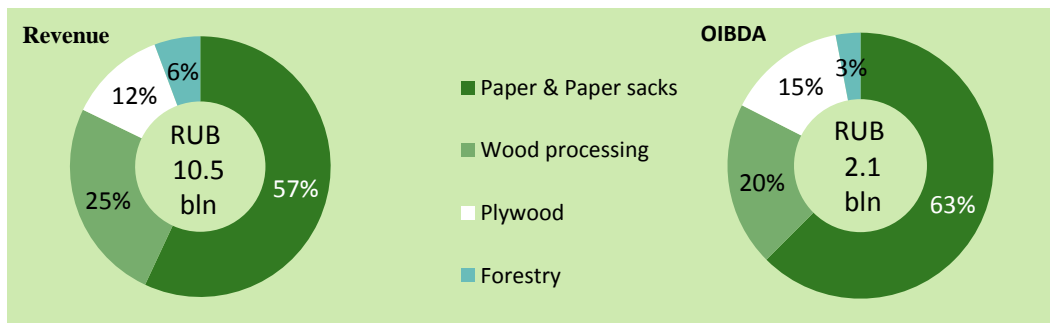 Revenue
6%
12%
25%
57%
RUB
10.5
bln
Paper & Paper sacks
Wood processing
Plywood
Forestry
OIBDA
3%
15%
20%
63%
RUB
2.1
bln